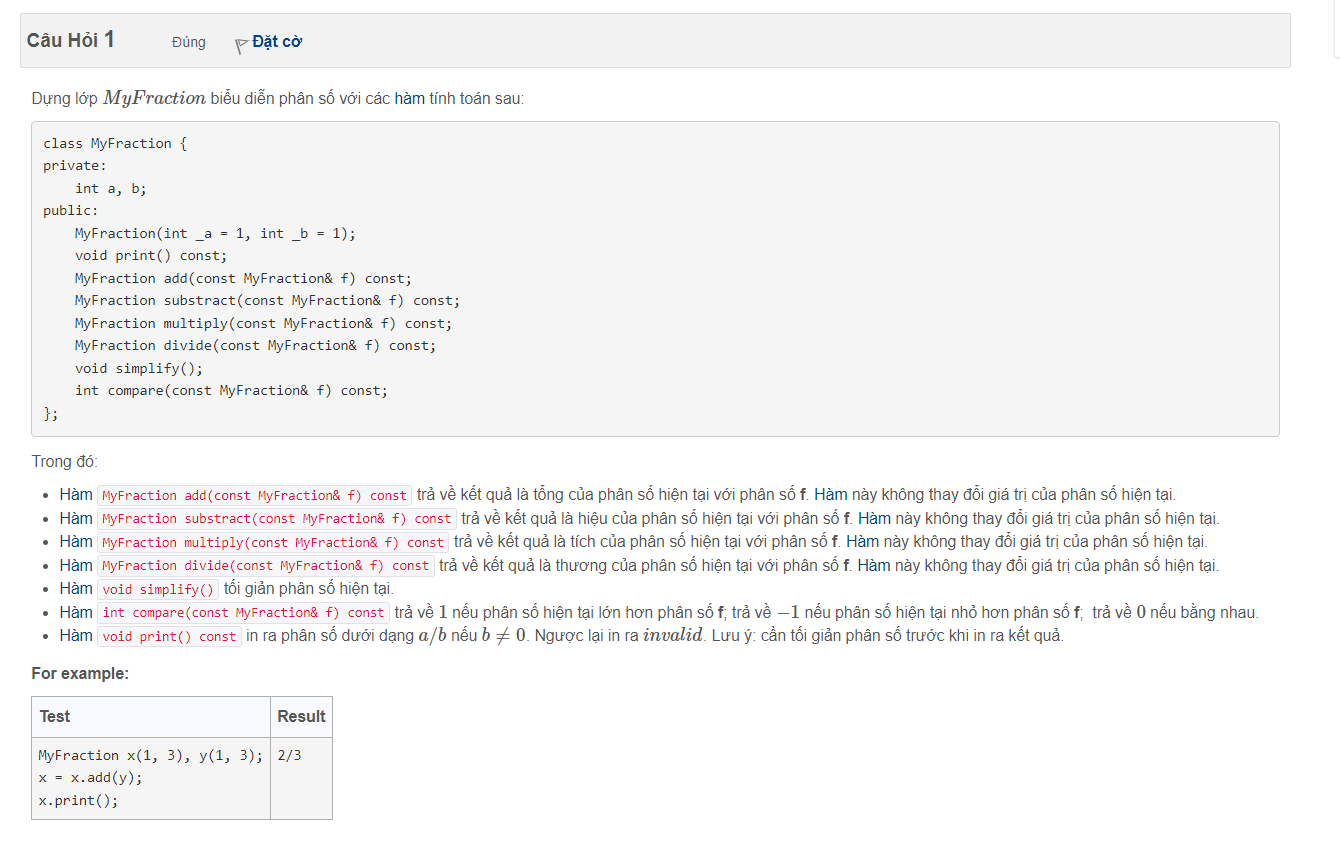 Câu Hỏi 1 Đúng Đặt cờ
Dựng lớp MyFraction biểu diễn phân số với các hàm tính toán sau:
class MyFraction {
private:
    int a, b;
public:
    MyFraction(int _a = 1, int _b = 1);
    void print() const;
    MyFraction add(const MyFraction& f) const;
    MyFraction substract(const MyFraction& f) const;
    MyFraction multiply(const MyFraction& f) const;
    MyFraction divide(const MyFraction& f) const;
    void simplify();
    int compare(const MyFraction& f) const;
};
Trong đó:
• Hàm MyFraction add(const MyFraction& f) const trả về kết quả là tổng của phân số hiện tại với phân số f. Hàm này không thay đổi giá trị của phân số hiện tại.
• Hàm MyFraction substract(const MyFraction& f) const trả về kết quả là hiệu của phân số hiện tại với phân số f. Hàm này không thay đổi giá trị của phân số hiện tại.
• Hàm MyFraction multiply(const MyFraction& f) const trả về kết quả là tích của phân số hiện tại với phân số f. Hàm này không thay đổi giá trị của phân số hiện tại.
• Hàm MyFraction divide(const MyFraction& f) const trả về kết quả là thương của phân số hiện tại với phân số f. Hàm này không thay đổi giá trị của phân số hiện tại.
• Hàm void simplify() tối giản phân số hiện tại.
• Hàm int compare(const MyFraction& f) const trả về 1 nếu phân số hiện tại lớn hơn phân số f; trả về −1 nếu phân số hiện tại nhỏ hơn phân số f; trả về 0 nếu bằng nhau.
• Hàm void print() const in ra phân số dưới dạng a/b nếu b ≠ 0. Ngược lại in ra invalid. Lưu ý: cần tối giản phân số trước khi in ra kết quả.
For example:
Test Result
MyFraction x(1, 3), y(1, 3); 2/3
x = x.add(y);
x.print();